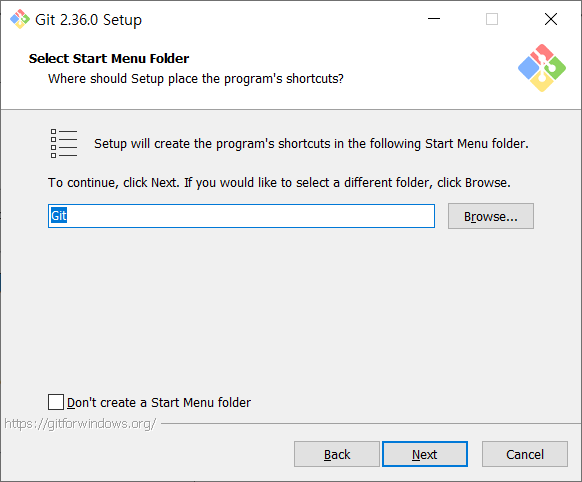 Git 2.36.0 Setup
Select Start Menu Folder
Where should Setup place the program's shortcuts?
Setup will create the program's shortcuts in the following Start Menu folder.
To continue, click Next. If you would like to select a different folder, click Browse.
Git
Browse...
Don't create a Start Menu folder
https://gitforwindows.org/
Back
Next
Cancel